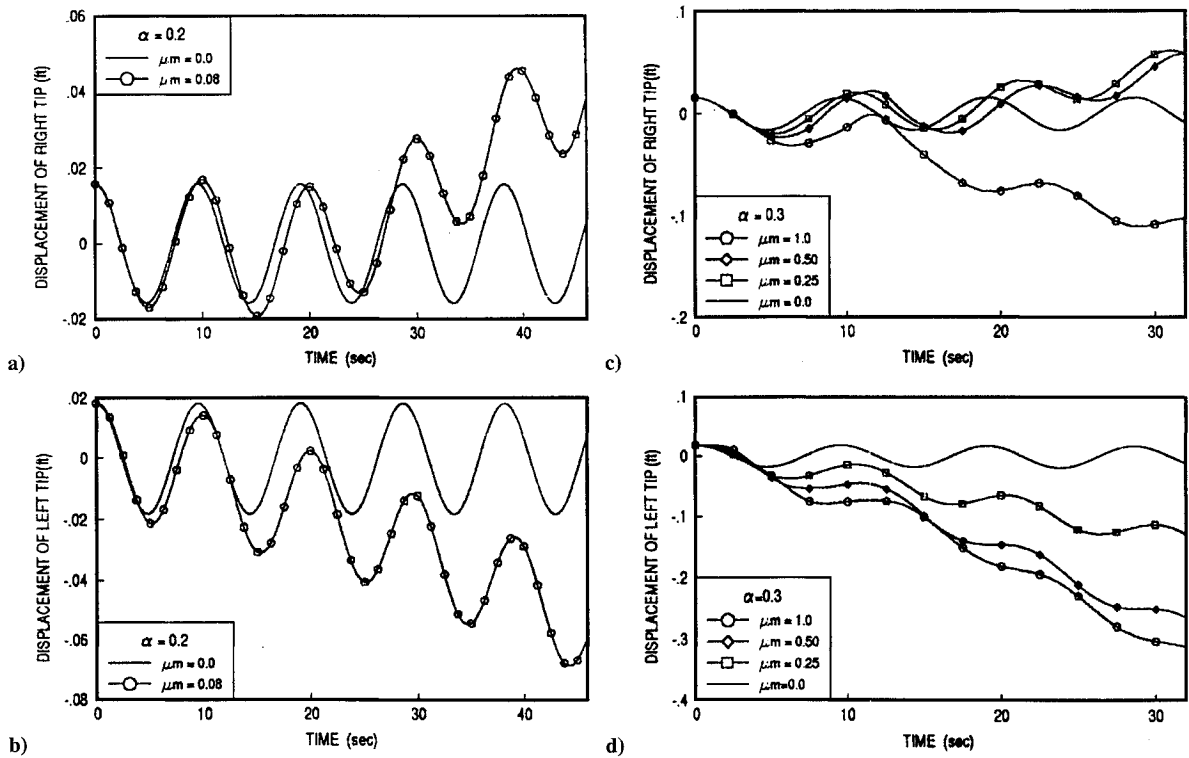 .06
.04
.02
0
-.02
DISPLACEMENT OF RIGHT TIP(ft)
α = 0.2
μm = 0.0
μm = 0.08
0 10 20 30 40
TIME (sec)
a)
.02
0
-.02
-.04
-.06
-.08
DISPLACEMENT OF LEFT TIP(ft)
α = 0.2
μm = 0.0
μm = 0.08
0 10 20 30 40
TIME (sec)
b)
.1
0
-.1
-.2
DISPLACEMENT OF RIGHT TIP(ft)
α = 0.3
μm = 1.0
μm = 0.50
μm = 0.25
μm = 0.0
0 10 20 30
TIME (sec)
c)
.1
0
-.1
-.2
-.3
-.4
DISPLACEMENT OF LEFT TIP(ft)
α=0.3
μm = 1.0
μm = 0.50
μm = 0.25
μm=0.0
0 10 20 30
TIME (sec)
d)